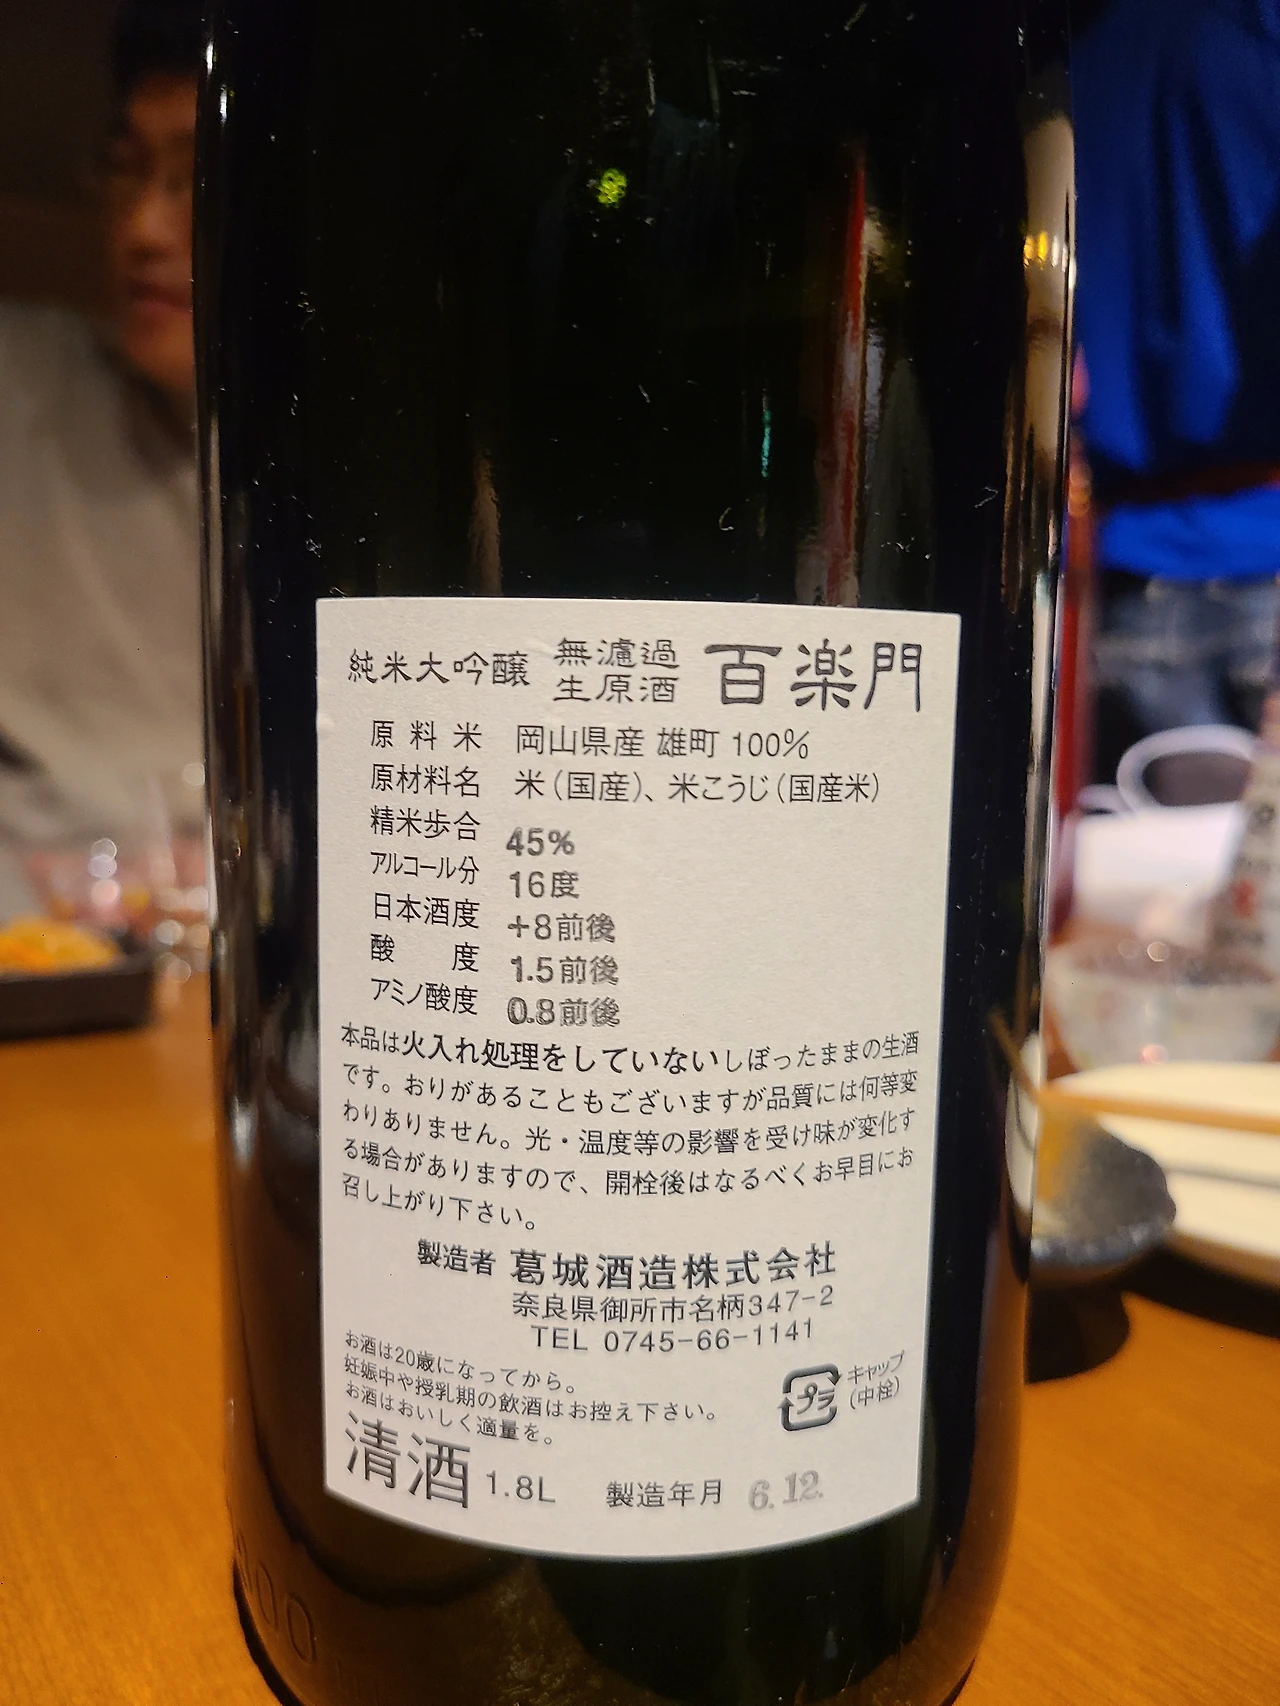 純米大吟醸 無濾過生原酒 百楽門
原料米 岡山県産 雄町 100%
原材料名 米(国産)、米こうじ(国産米)
精米歩合 45%
アルコール分 16度
日本酒度 +8前後
酸度 1.5前後
アミノ酸度 0.8前後
本品は火入れ処理をしていないしぼったままの生酒
です。おりがあることもございますが品質には何等変
わりありません。光・温度等の影響を受け味が変化す
る場合がありますので、開栓後はなるべくお早目にお
召し上がり下さい。
製造者 葛城酒造株式会社
奈良県御所市名柄347-2
TEL 0745-66-1141
お酒は20歳になってから。
妊娠中や授乳期の飲酒はお控え下さい。
お酒はおいしく適量を。
プラ キャップ
(中栓)
清酒 1.8L 製造年月 6.12.